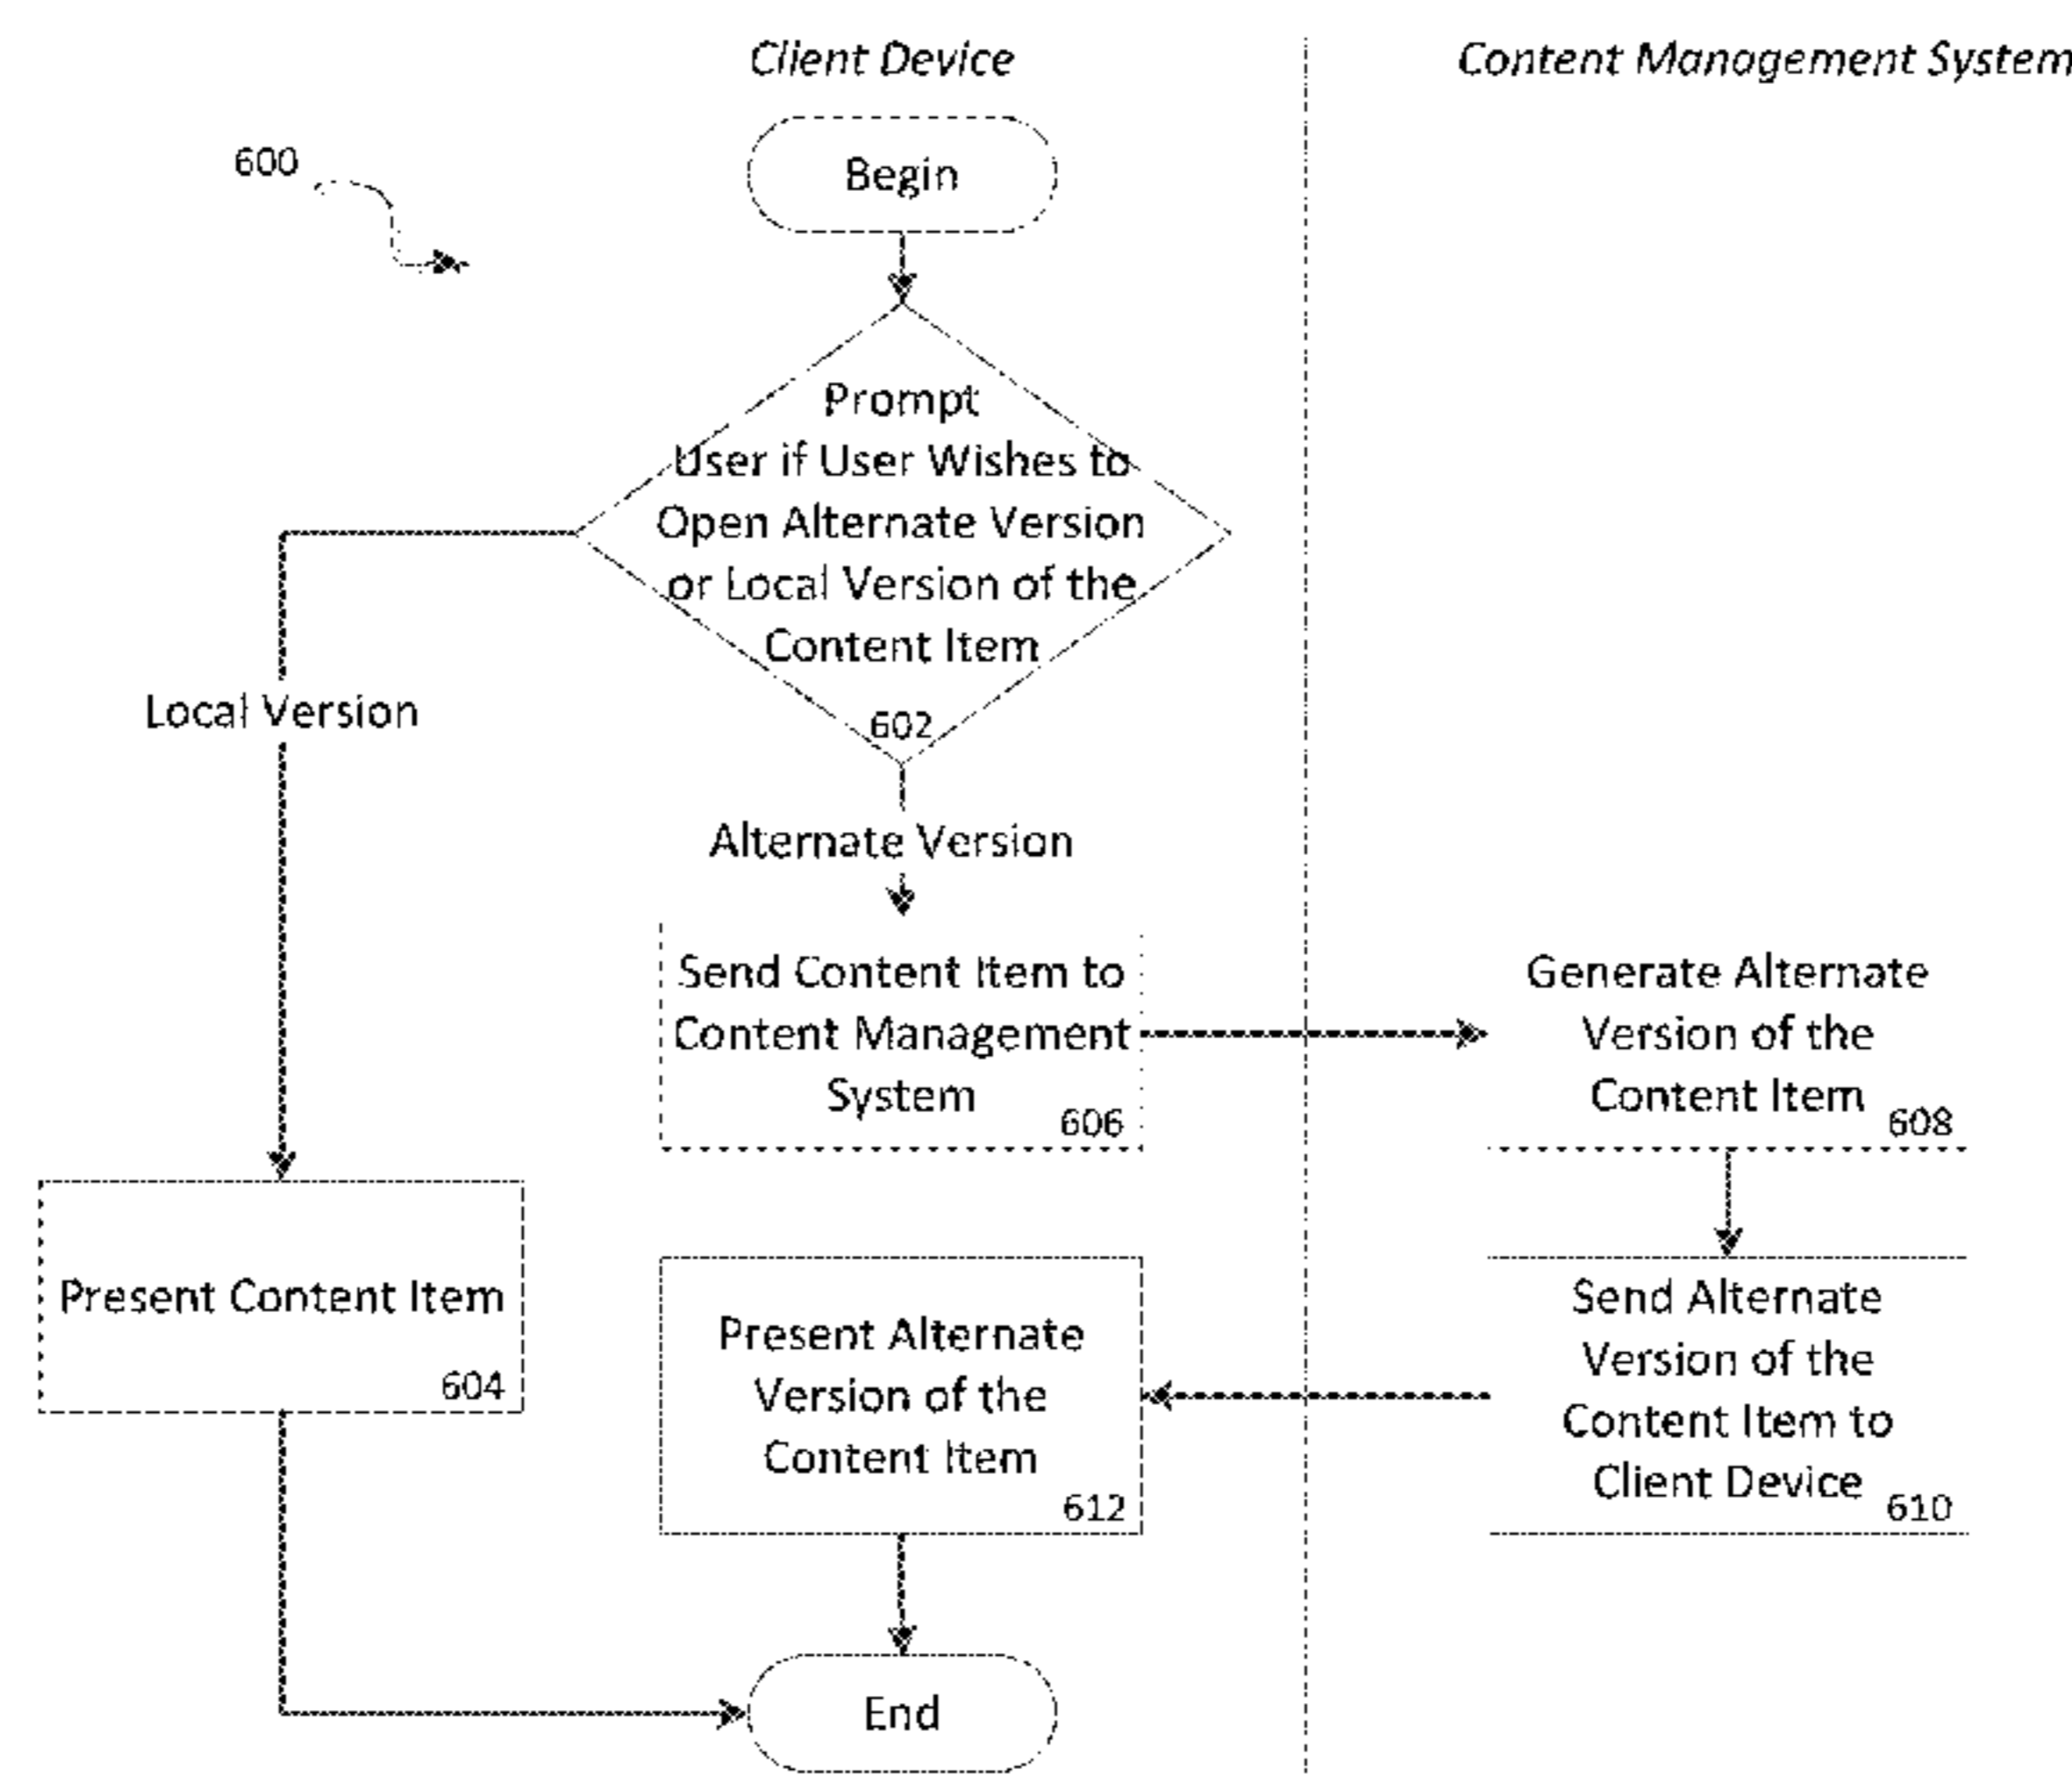 Client Device
Content Management System
600
Begin
Prompt
User if User Wishes to
Open Alternate Version
or Local Version of the
Content Item
602
Local Version
Alternate Version
Send Content Item to
Content Management
System
606
Generate Alternate
Version of the
Content Item
608
Present Content Item
604
Present Alternate
Version of the
Content Item
612
Send Alternate
Version of the
Content Item to
Client Device
610
End